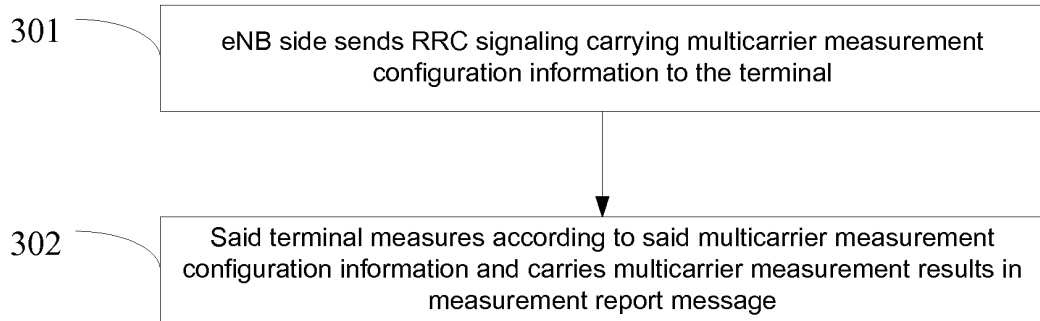 301
eNB side sends RRC signaling carrying multicarrier measurement
configuration information to the terminal
302
Said terminal measures according to said multicarrier measurement
configuration information and carries multicarrier measurement results in
measurement report message